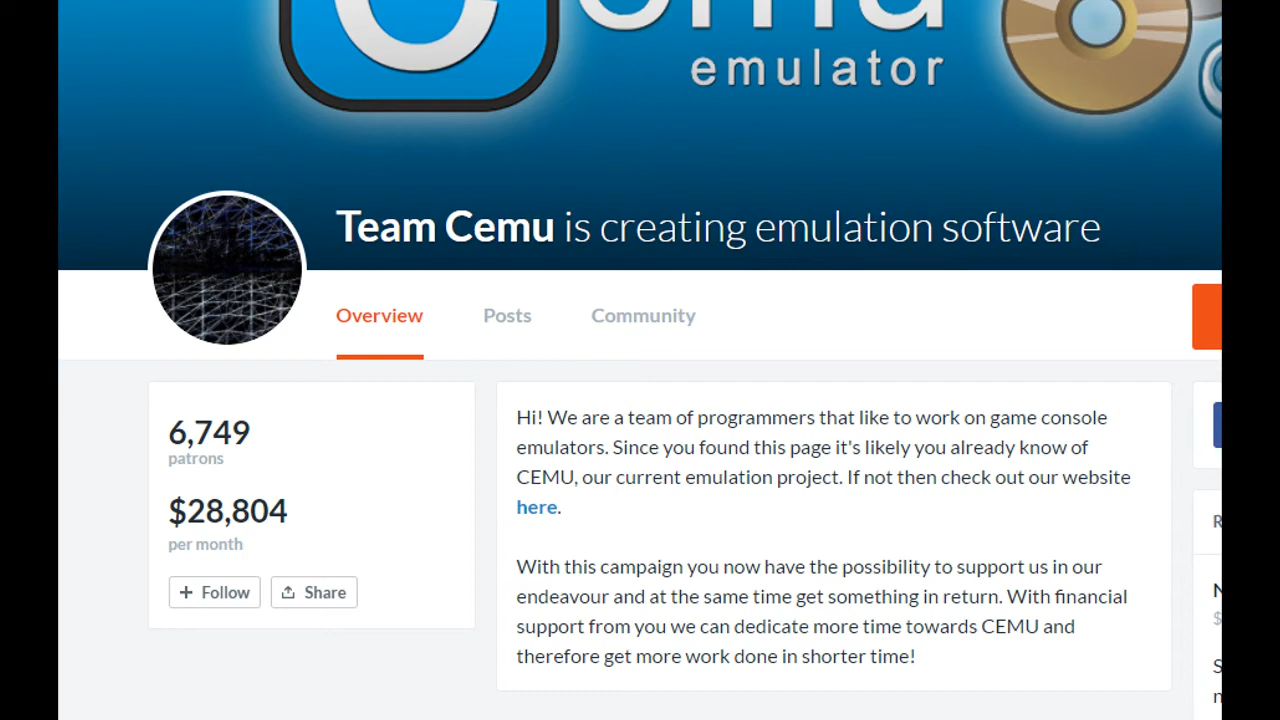 emulator
Team Cemu is creating emulation software
Overview Posts Community
6,749
patrons
$28,804
per month
+ Follow Share
Hi! We are a team of programmers that like to work on game console
emulators. Since you found this page it's likely you already know of
CEMU, our current emulation project. If not then check out our website
here.
With this campaign you now have the possibility to support us in our
endeavour and at the same time get something in return. With financial
support from you we can dedicate more time towards CEMU and
therefore get more work done in shorter time!